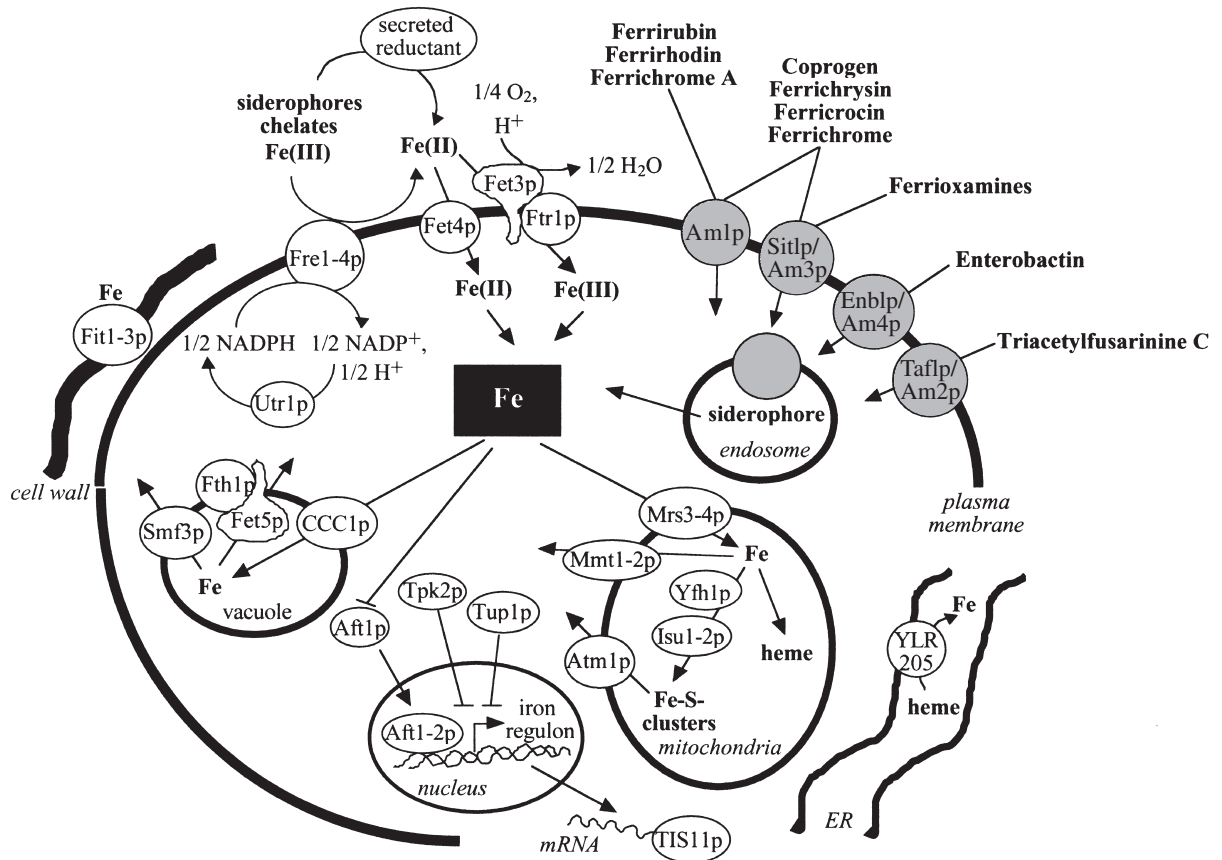 secreted
reductant
siderophores
chelates
Fe(III)
Fe(II)
1/4 O₂,
H⁺
1/2 H₂O
Fet3p
Ftr1p
Fet4p
Fre1-4p
Fe(II)
Fe(III)
Ferrirubin
Ferrirhodin
Ferrichrome A
Coprogen
Ferrichrysin
Ferricrocin
Ferrichrome
Ferrioxamines
Enterobactin
Triacetylfusarinine C
Am1p
Sitlp/
Am3p
Enblp/
Am4p
Taflp/
Am2p
Fe
Fit1-3p
cell wall
1/2 NADPH
1/2 NADP⁺,
1/2 H⁺
Utr1p
Fe
siderophore
endosome
plasma
membrane
Fth1p
Fet5p
Smf3p
CCC1p
Fe
vacuole
Aft1p
Tpk2p
Tup1p
Aft1-2p
iron
regulon
nucleus
mRNA
TIS11p
Mrs3-4p
Mmt1-2p
Fe
Yfh1p
Isu1-2p
heme
Atm1p
Fe-S-
clusters
mitochondria
Fe
YLR
205
heme
ER